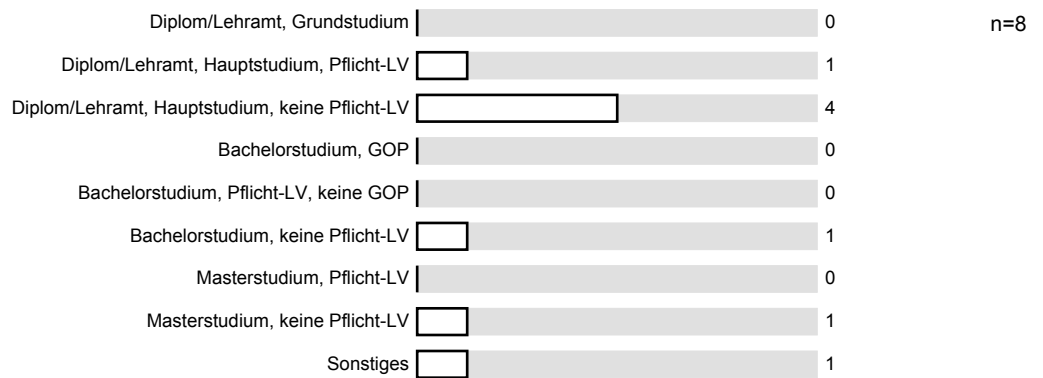 Diplom/Lehramt, Grundstudium 0 n=8
Diplom/Lehramt, Hauptstudium, Pflicht-LV 1
Diplom/Lehramt, Hauptstudium, keine Pflicht-LV 4
Bachelorstudium, GOP 0
Bachelorstudium, Pflicht-LV, keine GOP 0
Bachelorstudium, keine Pflicht-LV 1
Masterstudium, Pflicht-LV 0
Masterstudium, keine Pflicht-LV 1
Sonstiges 1